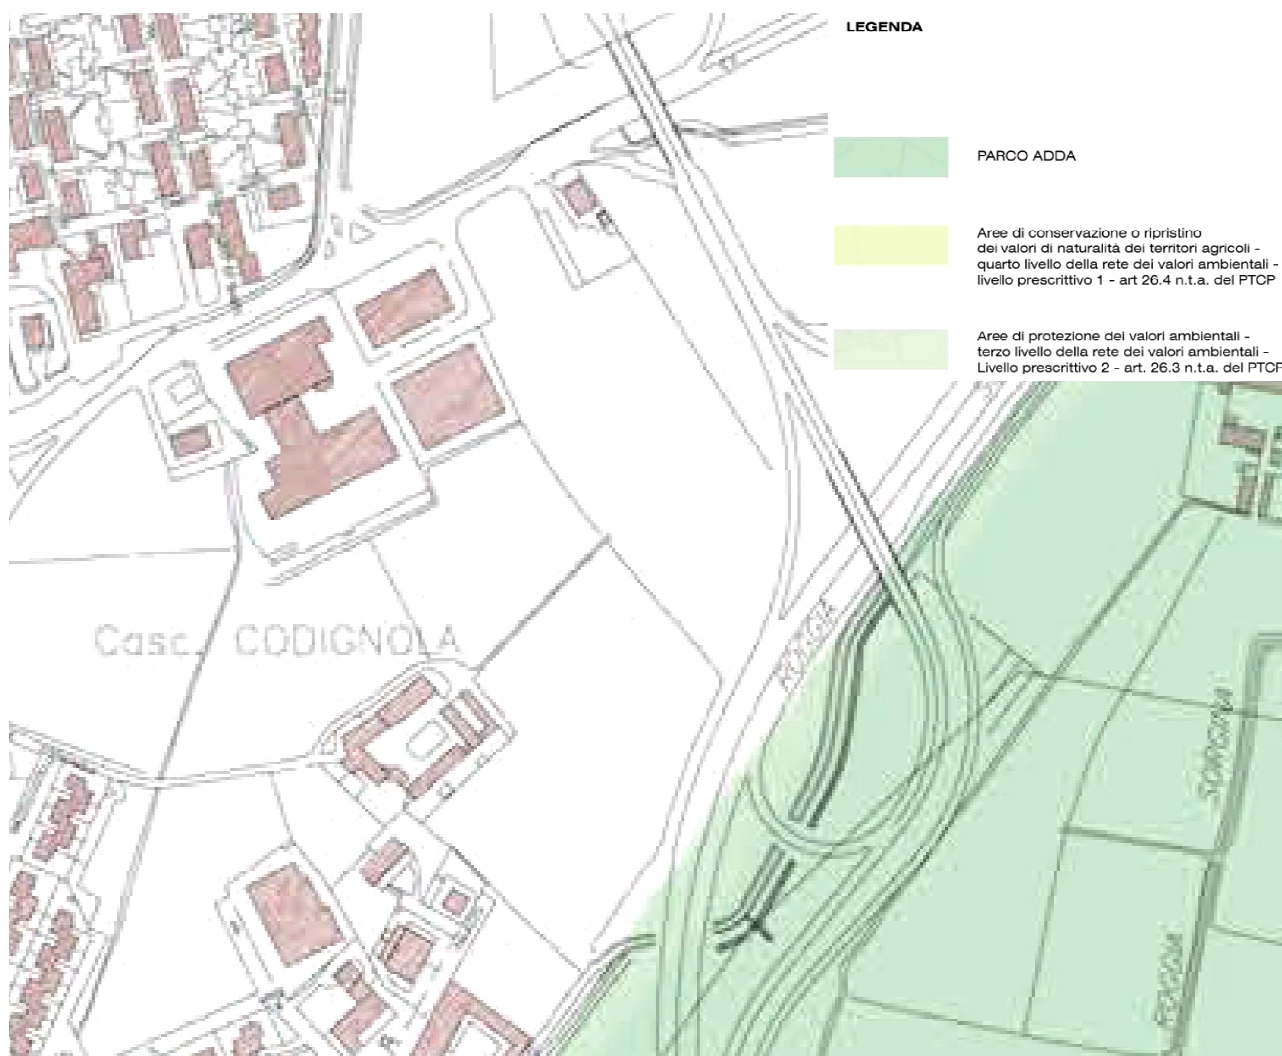 LEGENDA
PARCO ADDA
Aree di conservazione o ripristino
dei valori di naturalità dei territori agricoli -
quarto livello della rete dei valori ambientali -
livello prescrittivo 1 - art 26.4 n.t.a. del PTCP
Aree di protezione dei valori ambientali -
terzo livello della rete dei valori ambientali -
Livello prescrittivo 2 - art. 26.3 n.t.a. del PTCP
ROGGIA
Casc. CODIGNOLA
ROGGIA